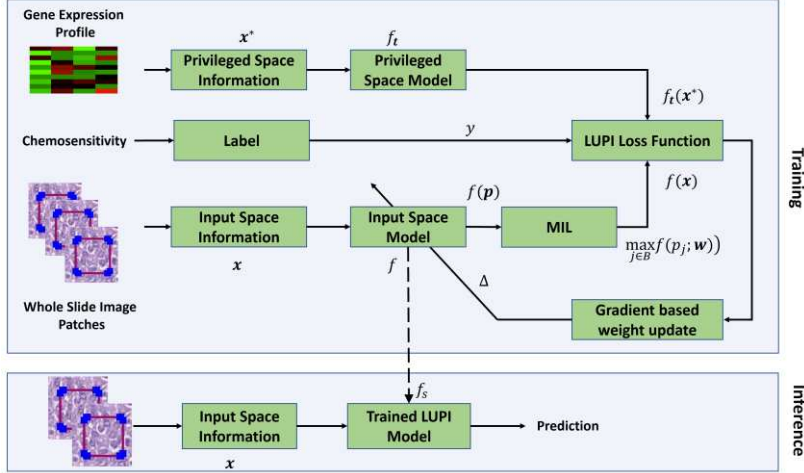 Gene Expression
Profile
𝒙*
f_t
Privileged Space
Information
Privileged
Space Model
f_t(𝒙*)
Chemosensitivity
Label
y
LUPI Loss Function
f(𝒙)
f(𝒑)
Input Space
Information
Input Space
Model
MIL
𝒙
f
max f(p_j; 𝒘))
j∈B
Δ
Whole Slide Image
Patches
Gradient based
weight update
Training
f_s
Input Space
Information
Trained LUPI
Model
Prediction
𝒙
Inference